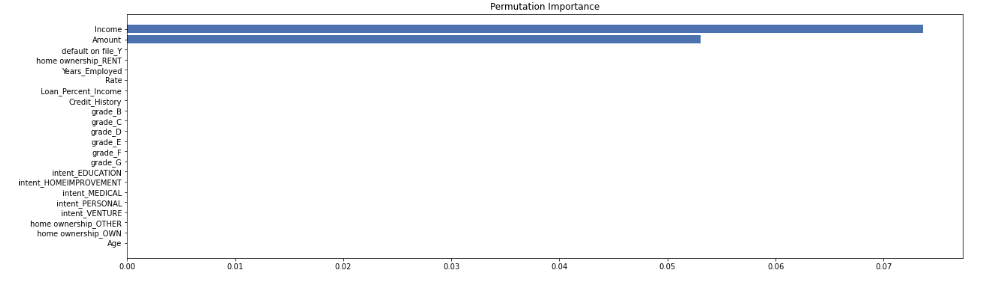 Permutation Importance
Income
Amount
default on file_Y
home ownership_RENT
Years_Employed
Rate
Loan_Percent_Income
Credit_History
grade_B
grade_C
grade_D
grade_E
grade_F
grade_G
intent_EDUCATION
intent_HOMEIMPROVEMENT
intent_MEDICAL
intent_PERSONAL
intent_VENTURE
home ownership_OTHER
home ownership_OWN
Age
0.00 0.01 0.02 0.03 0.04 0.05 0.06 0.07